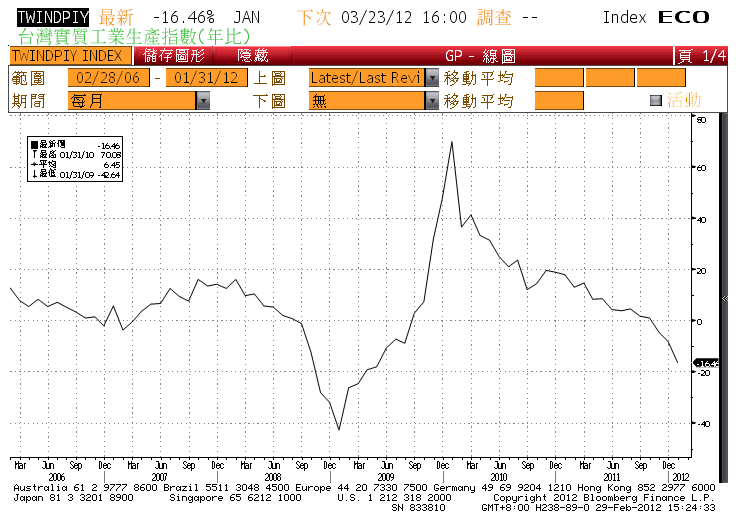 TWINDPIY 最新 -16.46% JAN 下次 03/23/12 16:00 調查 -- Index ECO
台灣實質工業生產指數(年比)
TWINDPIY INDEX 儲存圖形 隱藏 GP - 線圖 頁 1/4
範圍 02/28/06 - 01/31/12 上圖 Latest/Last Revi 移動平均
期間 每月 下圖 無 移動平均 活動
最新價 -16.46
最高 01/31/10 70.08
平均 6.45
最低 01/31/09 -42.64
80
60
40
20
0
-16.46
-20
-40
Mar Jun Sep Dec Mar Jun Sep Dec Mar Jun Sep Dec Mar Jun Sep Dec Mar Jun Sep Dec Mar Jun Sep Dec Mar
2006 2007 2008 2009 2010 2011 2012
Australia 61 2 9777 8600 Brazil 5511 3048 4500 Europe 44 20 7330 7500 Germany 49 69 9204 1210 Hong Kong 852 2977 6000
Japan 81 3 3201 8900 Singapore 65 6212 1000 U.S. 1 212 318 2000 Copyright 2012 Bloomberg Finance L.P.
SN 833810 GMT+8:00 H238-89-0 29-Feb-2012 15:24:33